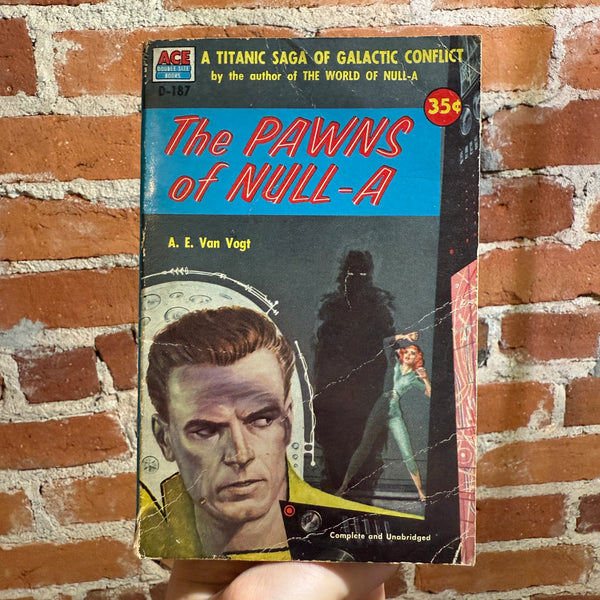 ACE
DOUBLE SIZE
BOOKS
D-187
A TITANIC SAGA OF GALACTIC CONFLICT
by the author of THE WORLD OF NULL-A
35¢
The PAWNS
of NULL-A
A. E. Van Vogt
Complete and Unabridged